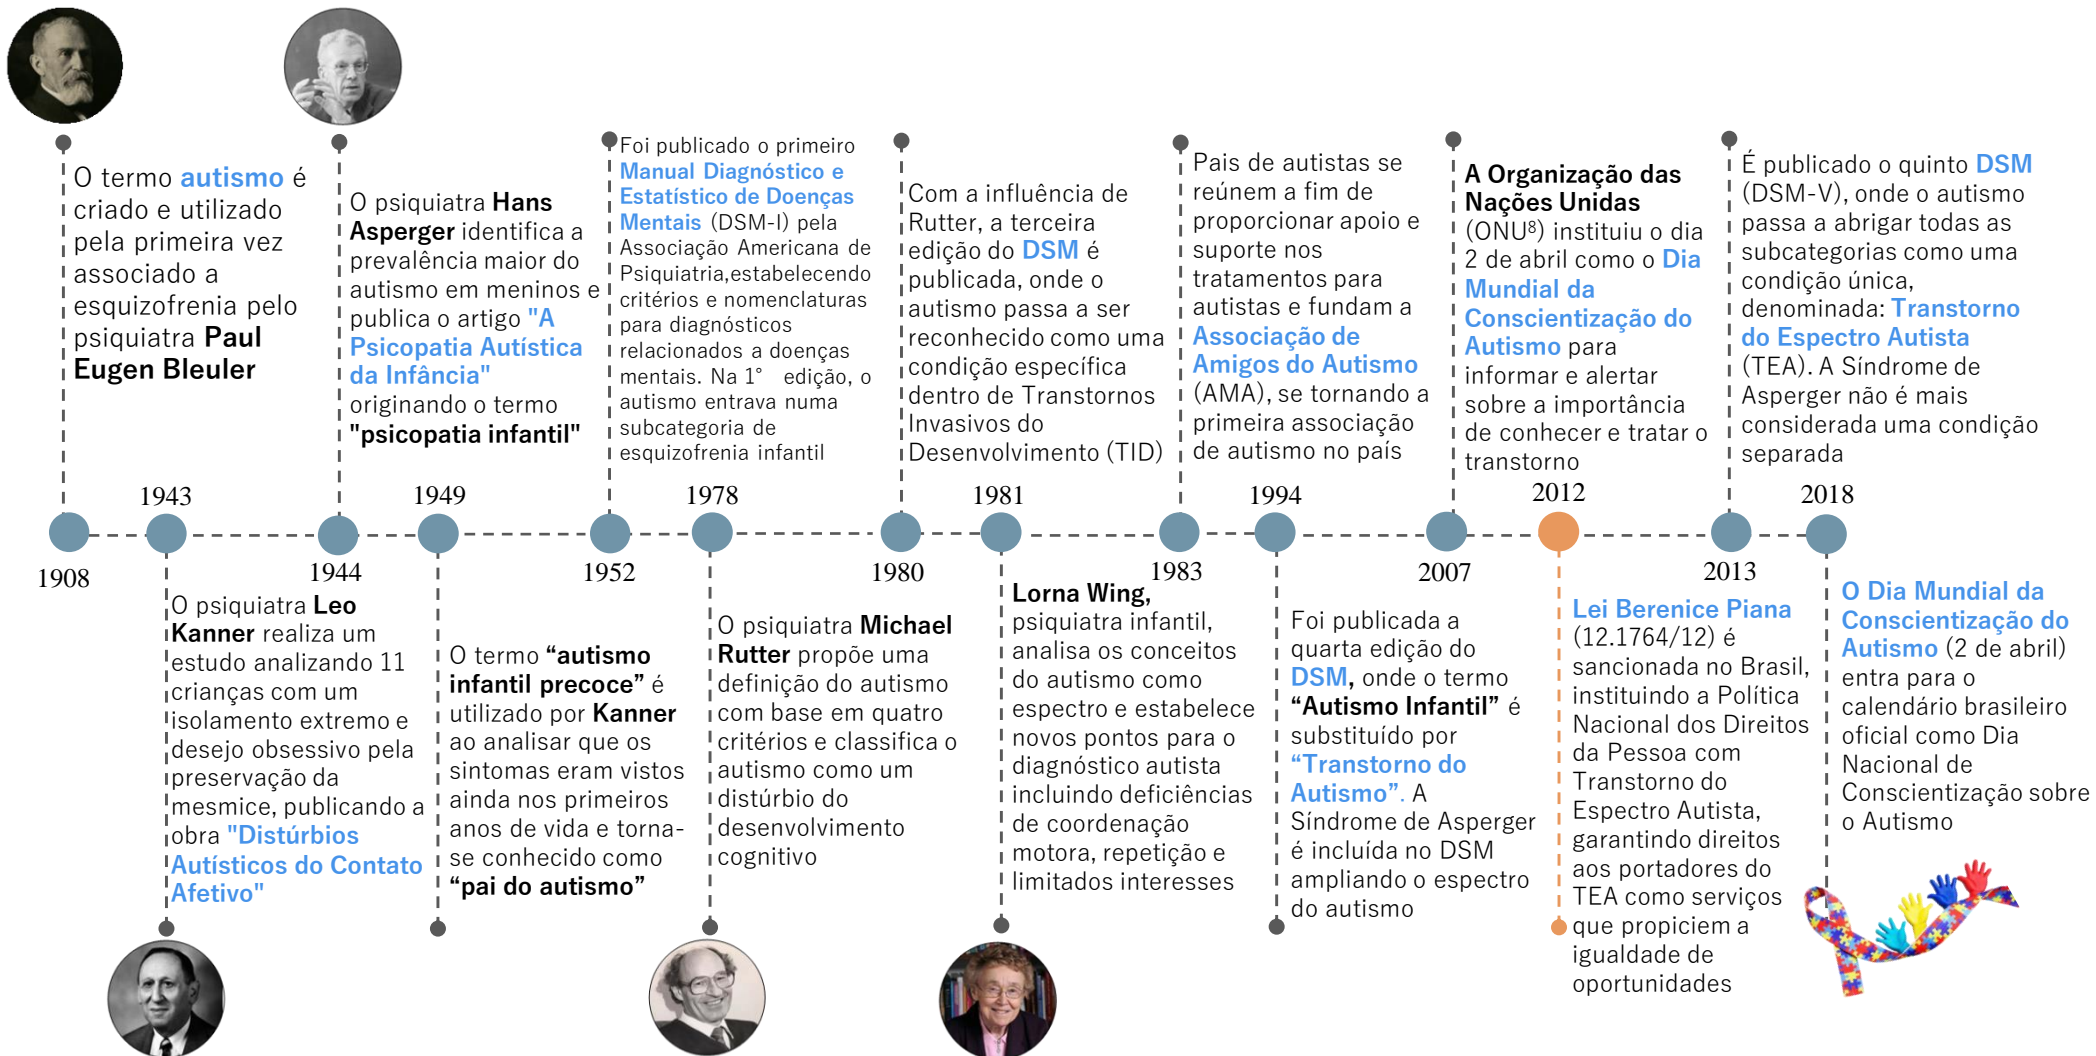 O termo autismo é
criado e utilizado
pela primeira vez
associado a
esquizofrenia pelo
psiquiatra Paul
Eugen Bleuler
1908
1943
O psiquiatra Leo
Kanner realiza um
estudo analizando 11
crianças com um
isolamento extremo e
desejo obsessivo pela
preservação da
mesmice, publicando a
obra "Distúrbios
Autísticos do Contato
Afetivo"
O psiquiatra Hans
Asperger identifica a
prevalência maior do
autismo em meninos e
publica o artigo "A
Psicopatia Autística
da Infância"
originando o termo
"psicopatia infantil"
1944
1949
O termo “autismo
infantil precoce” é
utilizado por Kanner
ao analisar que os
sintomas eram vistos
ainda nos primeiros
anos de vida e torna-
se conhecido como
“pai do autismo”
Foi publicado o primeiro
Manual Diagnóstico e
Estatístico de Doenças
Mentais (DSM-I) pela
Associação Americana de
Psiquiatria,estabelecendo
critérios e nomenclaturas
para diagnósticos
relacionados a doenças
mentais. Na 1° edição, o
autismo entrava numa
subcategoria de
esquizofrenia infantil
1952
1978
O psiquiatra Michael
Rutter propõe uma
definição do autismo
com base em quatro
critérios e classifica o
autismo como um
distúrbio do
desenvolvimento
cognitivo
Com a influência de
Rutter, a terceira
edição do DSM é
publicada, onde o
autismo passa a ser
reconhecido como uma
condição específica
dentro de Transtornos
Invasivos do
Desenvolvimento (TID)
1980
1981
Lorna Wing,
psiquiatra infantil,
analisa os conceitos
do autismo como
espectro e estabelece
novos pontos para o
diagnóstico autista
incluindo deficiências
de coordenação
motora, repetição e
limitados interesses
Pais de autistas se
reúnem a fim de
proporcionar apoio e
suporte nos
tratamentos para
autistas e fundam a
Associação de
Amigos do Autismo
(AMA), se tornando a
primeira associação
de autismo no país
1983
1994
Foi publicada a
quarta edição do
DSM, onde o termo
“Autismo Infantil” é
substituído por
“Transtorno do
Autismo”. A
Síndrome de Asperger
é incluída no DSM
ampliando o espectro
do autismo
A Organização das
Nações Unidas
(ONU⁸) instituiu o dia
2 de abril como o Dia
Mundial da
Conscientização do
Autismo para
informar e alertar
sobre a importância
de conhecer e tratar o
transtorno
2007
2012
Lei Berenice Piana
(12.1764/12) é
sancionada no Brasil,
instituindo a Política
Nacional dos Direitos
da Pessoa com
Transtorno do
Espectro Autista,
garantindo direitos
aos portadores do
TEA como serviços
que propiciem a
igualdade de
oportunidades
É publicado o quinto DSM
(DSM-V), onde o autismo
passa a abrigar todas as
subcategorias como uma
condição única,
denominada: Transtorno
do Espectro Autista
(TEA). A Síndrome de
Asperger não é mais
considerada uma condição
separada
2013
2018
O Dia Mundial da
Conscientização do
Autismo (2 de abril)
entra para o
calendário brasileiro
oficial como Dia
Nacional de
Conscientização sobre
o Autismo